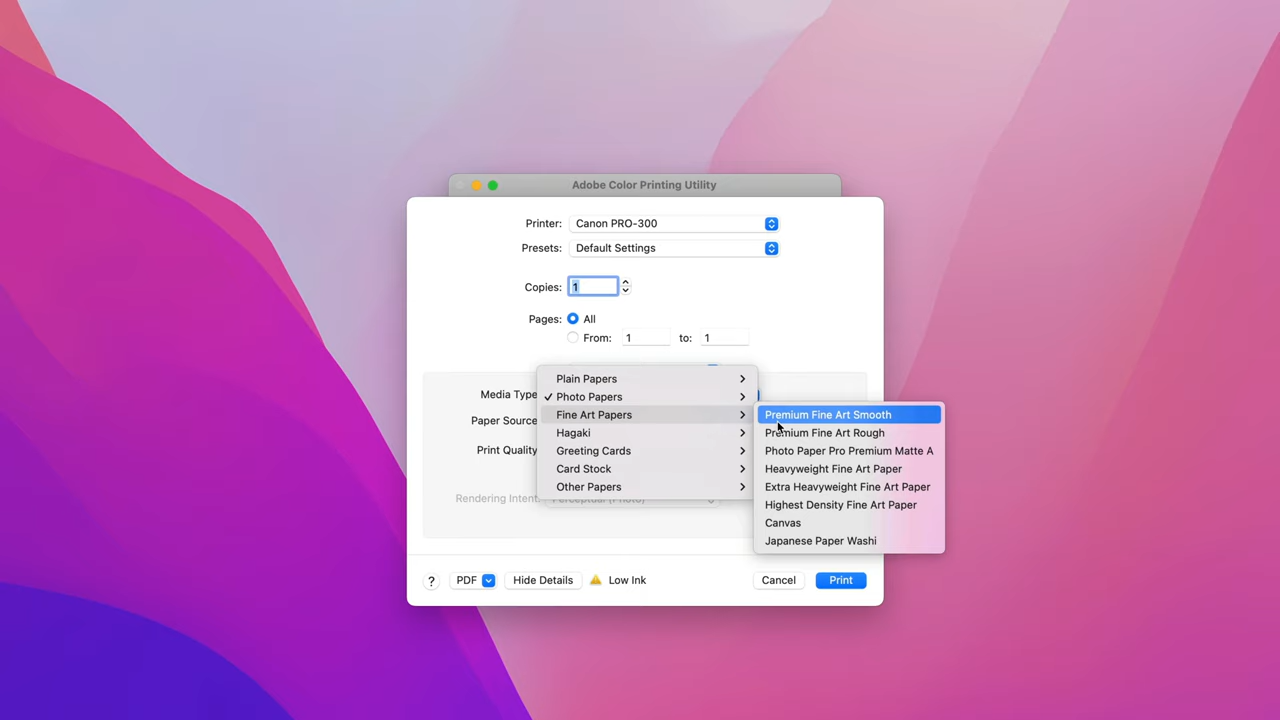 Adobe Color Printing Utility
Printer: Canon PRO-300
Presets: Default Settings
Copies: 1
Pages: All
From: 1 to: 1
Media Type
Paper Source
Print Quality
Rendering Intent: Perceptual (Photo)
Plain Papers
✓ Photo Papers
Fine Art Papers
Hagaki
Greeting Cards
Card Stock
Other Papers
Premium Fine Art Smooth
Premium Fine Art Rough
Photo Paper Pro Premium Matte A
Heavyweight Fine Art Paper
Extra Heavyweight Fine Art Paper
Highest Density Fine Art Paper
Canvas
Japanese Paper Washi
? PDF Hide Details Low Ink Cancel Print